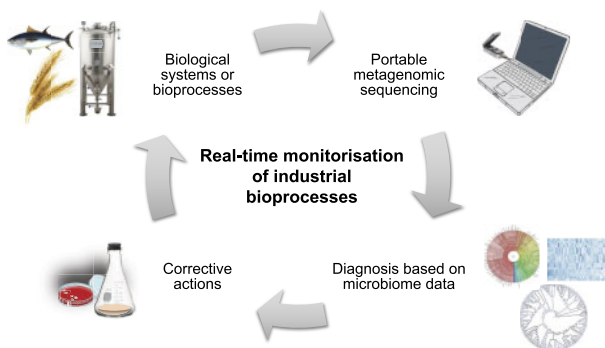 Biological
systems or
bioprocesses
Portable
metagenomic
sequencing
Real-time monitorisation
of industrial
bioprocesses
Corrective
actions
Diagnosis based on
microbiome data